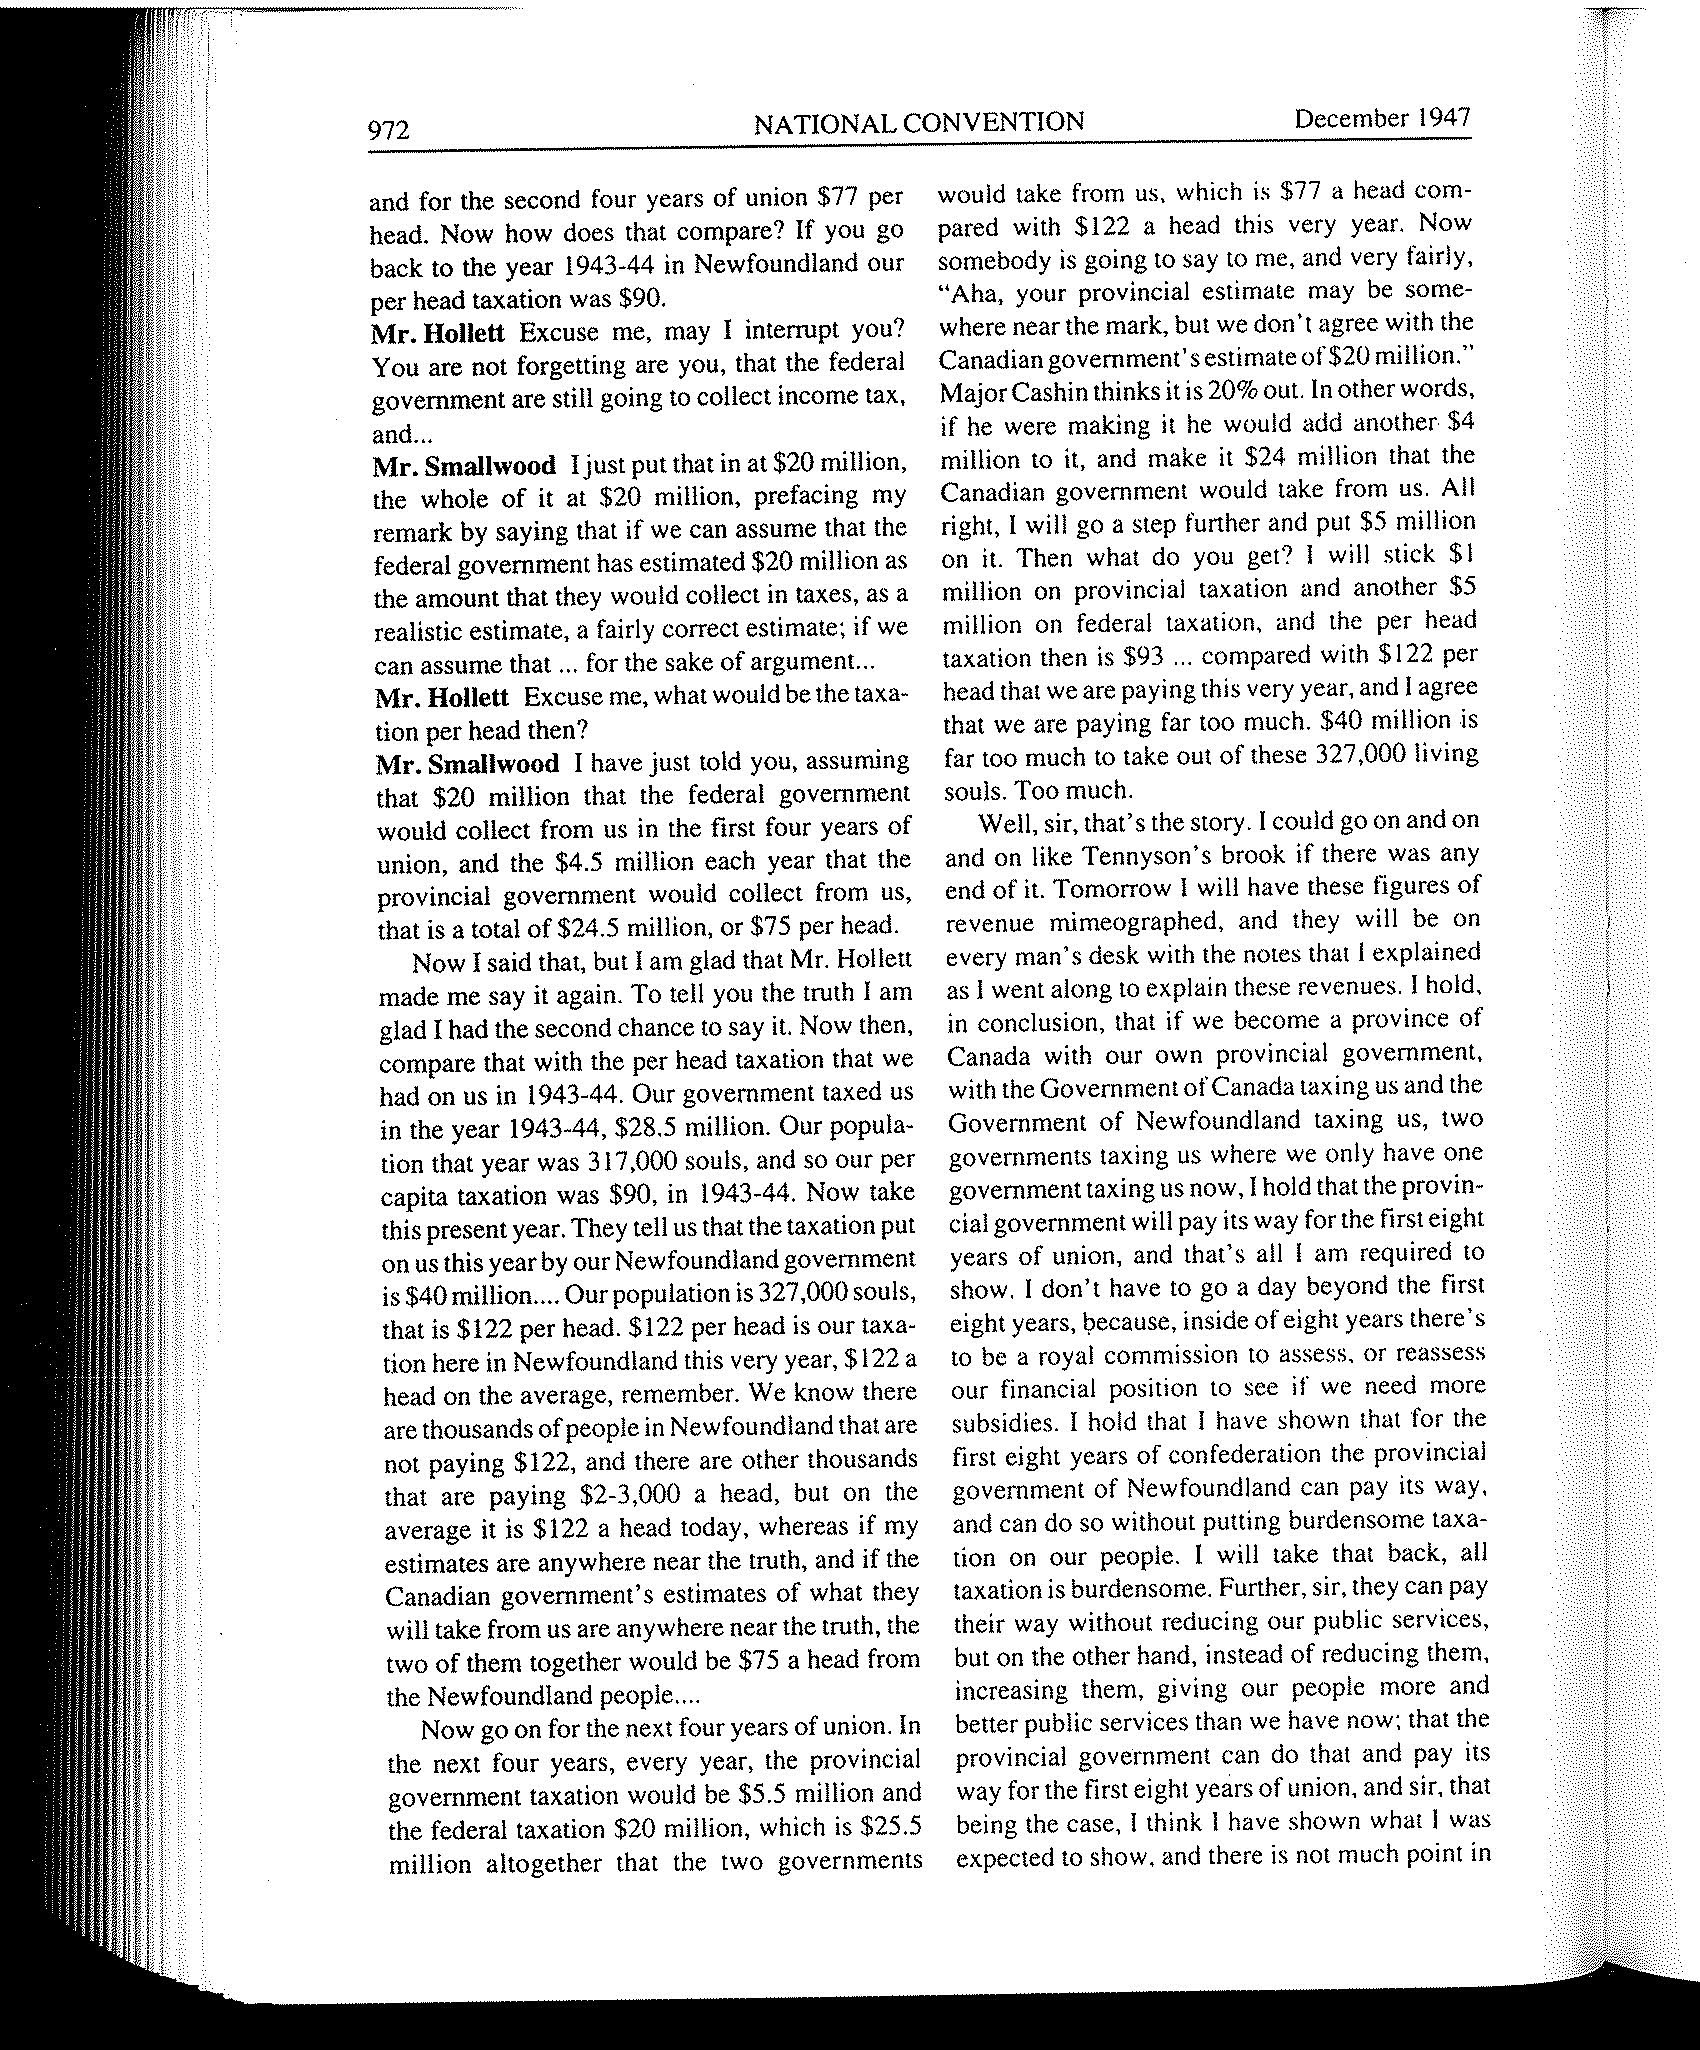 972
NATIONAL CONVENTION
December 1947
and for the second four years of union $77 per
head. Now how does that compare? If you go
back to the year 1943-44 in Newfoundland our
per head taxation was $90.
Mr. Hollett Excuse me, may I interrupt you?
You are not forgetting are you, that the federal
government are still going to collect income tax,
and...
Mr. Smallwood I just put that in at $20 million,
the whole of it at $20 million, prefacing my
remark by saying that if we can assume that the
federal government has estimated $20 million as
the amount that they would collect in taxes, as a
realistic estimate, a fairly correct estimate; if we
can assume that ... for the sake of argument...
Mr. Hollett Excuse me, what would be the taxa-
tion per head then?
Mr. Smallwood I have just told you, assuming
that $20 million that the federal government
would collect from us in the first four years of
union, and the $4.5 million each year that the
provincial government would collect from us,
that is a total of $24.5 million, or $75 per head.
Now I said that, but I am glad that Mr. Hollett
made me say it again. To tell you the truth I am
glad I had the second chance to say it. Now then,
compare that with the per head taxation that we
had on us in 1943-44. Our government taxed us
in the year 1943-44, $28.5 million. Our popula-
tion that year was 317,000 souls, and so our per
capita taxation was $90, in 1943-44. Now take
this present year. They tell us that the taxation put
on us this year by our Newfoundland government
is $40 million.... Our population is 327,000 souls,
that is $122 per head. $122 per head is our taxa-
tion here in Newfoundland this very year, $122 a
head on the average, remember. We know there
are thousands of people in Newfoundland that are
not paying $122, and there are other thousands
that are paying $2-3,000 a head, but on the
average it is $122 a head today, whereas if my
estimates are anywhere near the truth, and if the
Canadian government's estimates of what they
will take from us are anywhere near the truth, the
two of them together would be $75 a head from
the Newfoundland people....
Now go on for the next four years of union. In
the next four years, every year, the provincial
government taxation would be $5.5 million and
the federal taxation $20 million, which is $25.5
million altogether that the two governments
would take from us, which is $77 a head com-
pared with $122 a head this very year. Now
somebody is going to say to me, and very fairly,
"Aha, your provincial estimate may be some-
where near the mark, but we don't agree with the
Canadian government's estimate of $20 million."
Major Cashin thinks it is 20% out. In other words,
if he were making it he would add another $4
million to it, and make it $24 million that the
Canadian government would take from us. All
right, I will go a step further and put $5 million
on it. Then what do you get? I will stick $1
million on provincial taxation and another $5
million on federal taxation, and the per head
taxation then is $93 ... compared with $122 per
head that we are paying this very year, and I agree
that we are paying far too much. $40 million is
far too much to take out of these 327,000 living
souls. Too much.
Well, sir, that's the story. I could go on and on
and on like Tennyson's brook if there was any
end of it. Tomorrow I will have these figures of
revenue mimeographed, and they will be on
every man's desk with the notes that I explained
as I went along to explain these revenues. I hold,
in conclusion, that if we become a province of
Canada with our own provincial government,
with the Government of Canada taxing us and the
Government of Newfoundland taxing us, two
governments taxing us where we only have one
government taxing us now, I hold that the provin-
cial government will pay its way for the first eight
years of union, and that's all I am required to
show. I don't have to go a day beyond the first
eight years, because, inside of eight years there's
to be a royal commission to assess, or reassess
our financial position to see if we need more
subsidies. I hold that I have shown that for the
first eight years of confederation the provincial
government of Newfoundland can pay its way,
and can do so without putting burdensome taxa-
tion on our people. I will take that back, all
taxation is burdensome. Further, sir, they can pay
their way without reducing our public services,
but on the other hand, instead of reducing them,
increasing them, giving our people more and
better public services than we have now; that the
provincial government can do that and pay its
way for the first eight years of union, and sir, that
being the case, I think I have shown what I was
expected to show, and there is not much point in